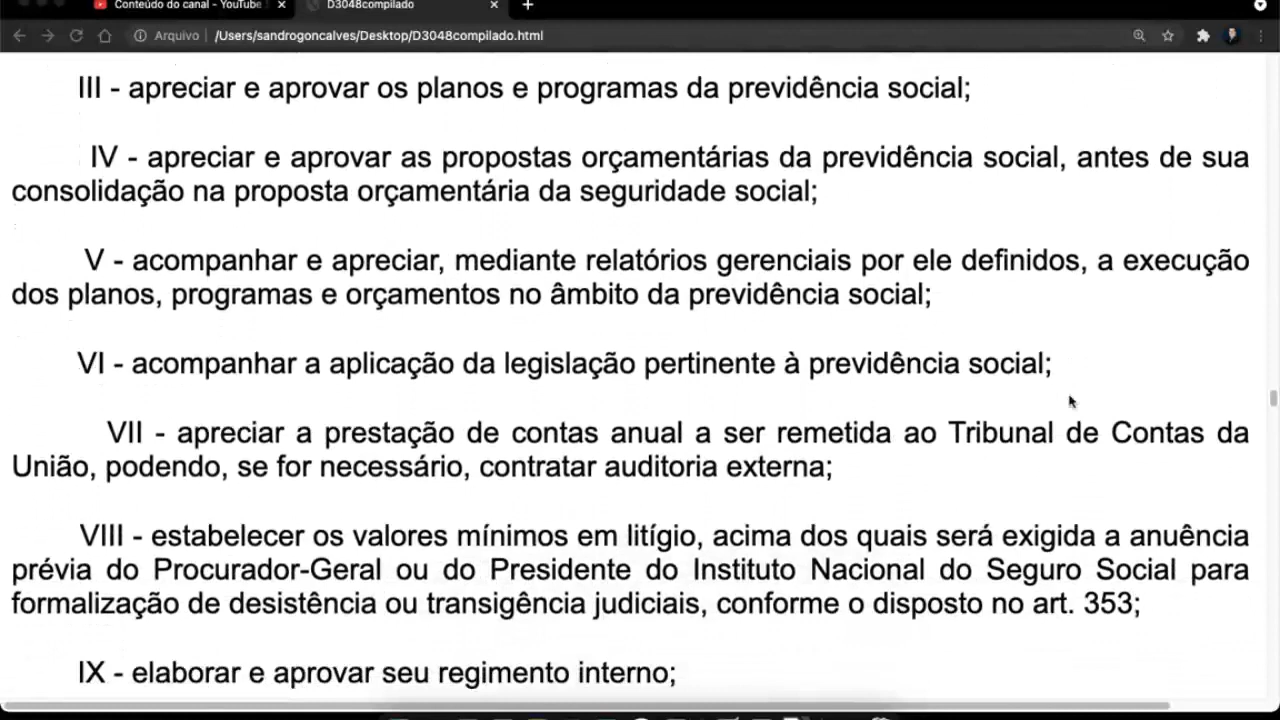 Conteúdo do canal - YouTube
D3048compilado
Arquivo | /Users/sandrogoncalves/Desktop/D3048compilado.html
III - apreciar e aprovar os planos e programas da previdência social;
IV - apreciar e aprovar as propostas orçamentárias da previdência social, antes de sua
consolidação na proposta orçamentária da seguridade social;
V - acompanhar e apreciar, mediante relatórios gerenciais por ele definidos, a execução
dos planos, programas e orçamentos no âmbito da previdência social;
VI - acompanhar a aplicação da legislação pertinente à previdência social;
VII - apreciar a prestação de contas anual a ser remetida ao Tribunal de Contas da
União, podendo, se for necessário, contratar auditoria externa;
VIII - estabelecer os valores mínimos em litígio, acima dos quais será exigida a anuência
prévia do Procurador-Geral ou do Presidente do Instituto Nacional do Seguro Social para
formalização de desistência ou transigência judiciais, conforme o disposto no art. 353;
IX - elaborar e aprovar seu regimento interno;